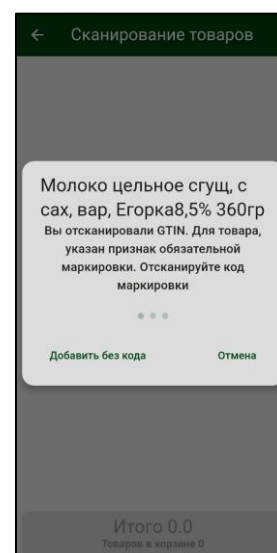 ← Сканирование товаров
Молоко цельное сгущ, с
сах, вар, Егорка8,5% 360гр
Вы отсканировали GTIN. Для товара,
указан признак обязательной
маркировки. Отсканируйте код
маркировки
Добавить без кода Отмена
Итого 0.0
Товаров в корзине 0